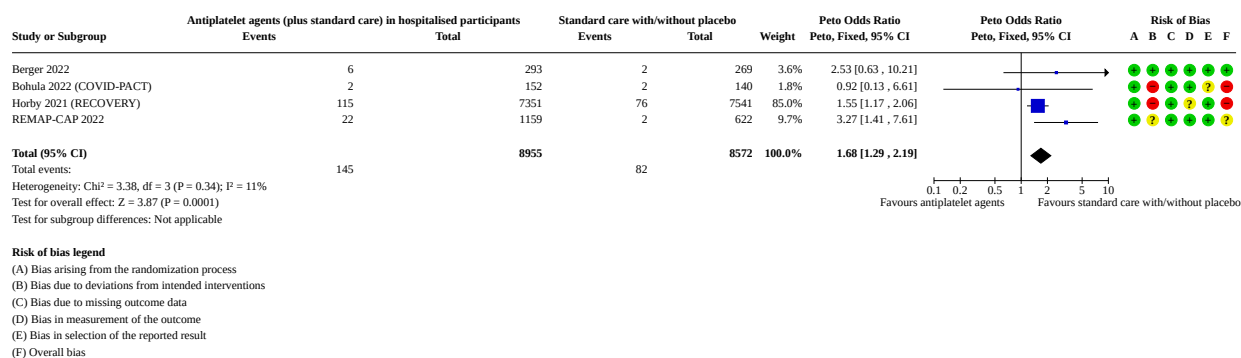 Antiplatelet agents (plus standard care) in hospitalised participants Standard care with/without placebo Peto Odds Ratio Peto Odds Ratio Risk of Bias
Study or Subgroup Events Total Events Total Weight Peto, Fixed, 95% CI Peto, Fixed, 95% CI A B C D E F
Berger 2022 6 293 2 269 3.6% 2.53 [0.63 , 10.21] + + + + + +
Bohula 2022 (COVID-PACT) 2 152 2 140 1.8% 0.92 [0.13 , 6.61] + − + + ? −
Horby 2021 (RECOVERY) 115 7351 76 7541 85.0% 1.55 [1.17 , 2.06] + − + ? + −
REMAP-CAP 2022 22 1159 2 622 9.7% 3.27 [1.41 , 7.61] + ? + + + ?
Total (95% CI) 8955 8572 100.0% 1.68 [1.29 , 2.19]
Total events: 145 82
Heterogeneity: Chi² = 3.38, df = 3 (P = 0.34); I² = 11%
0.1 0.2 0.5 1 2 5 10
Test for overall effect: Z = 3.87 (P = 0.0001)
Favours antiplatelet agents Favours standard care with/without placebo
Test for subgroup differences: Not applicable
Risk of bias legend
(A) Bias arising from the randomization process
(B) Bias due to deviations from intended interventions
(C) Bias due to missing outcome data
(D) Bias in measurement of the outcome
(E) Bias in selection of the reported result
(F) Overall bias